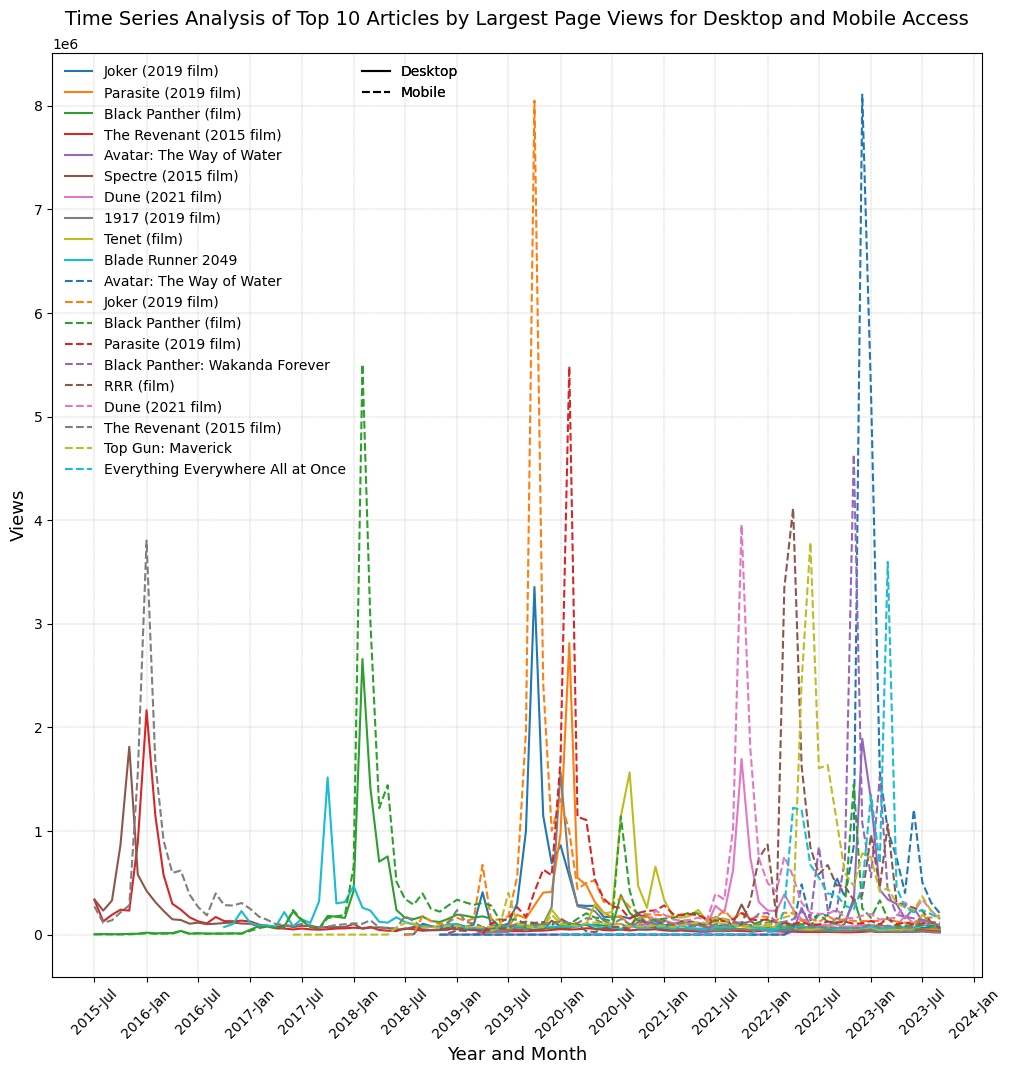 Time Series Analysis of Top 10 Articles by Largest Page Views for Desktop and Mobile Access
1e6
Joker (2019 film)
Parasite (2019 film)
Black Panther (film)
The Revenant (2015 film)
Avatar: The Way of Water
Spectre (2015 film)
Dune (2021 film)
1917 (2019 film)
Tenet (film)
Blade Runner 2049
Avatar: The Way of Water
Joker (2019 film)
Black Panther (film)
Parasite (2019 film)
Black Panther: Wakanda Forever
RRR (film)
Dune (2021 film)
The Revenant (2015 film)
Top Gun: Maverick
Everything Everywhere All at Once
Desktop
Mobile
8
7
6
5
4
3
2
1
0
Views
2015-Jul
2016-Jan
2016-Jul
2017-Jan
2017-Jul
2018-Jan
2018-Jul
2019-Jan
2019-Jul
2020-Jan
2020-Jul
2021-Jan
2021-Jul
2022-Jan
2022-Jul
2023-Jan
2023-Jul
2024-Jan
Year and Month